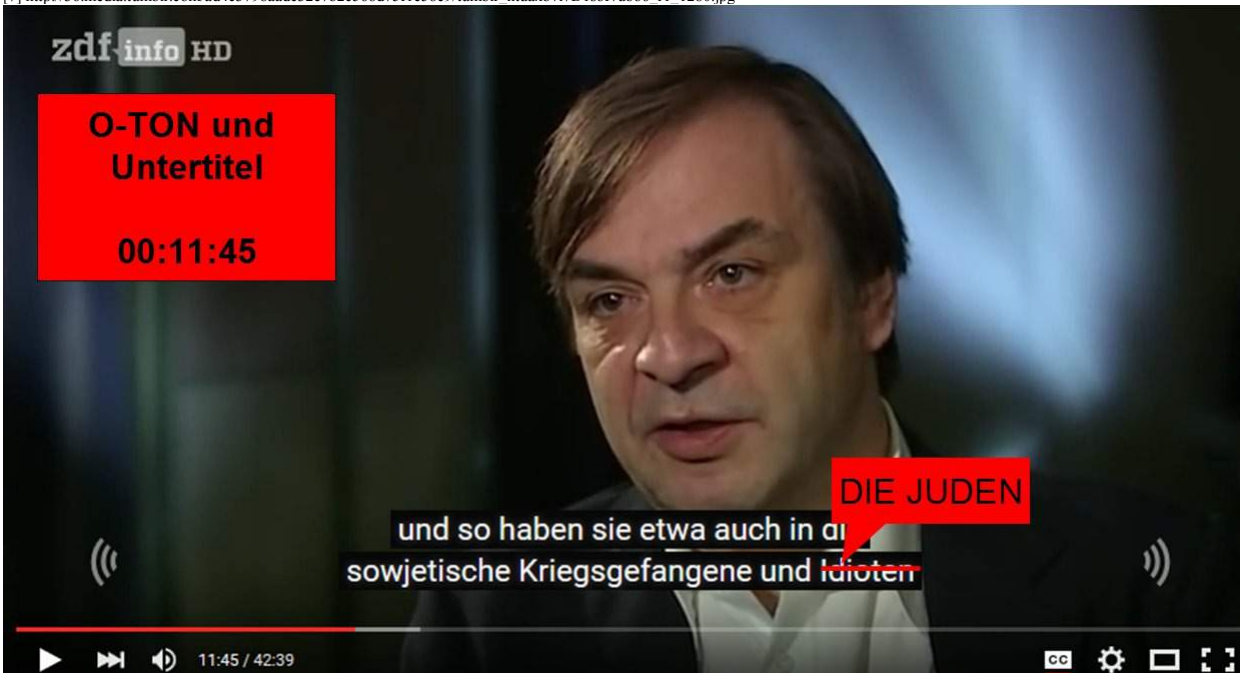 zdf info HD
O-TON und
Untertitel
00:11:45
DIE JUDEN
und so haben sie etwa auch in
sowjetische Kriegsgefangene und Idioten
11:45 / 42:39
CC